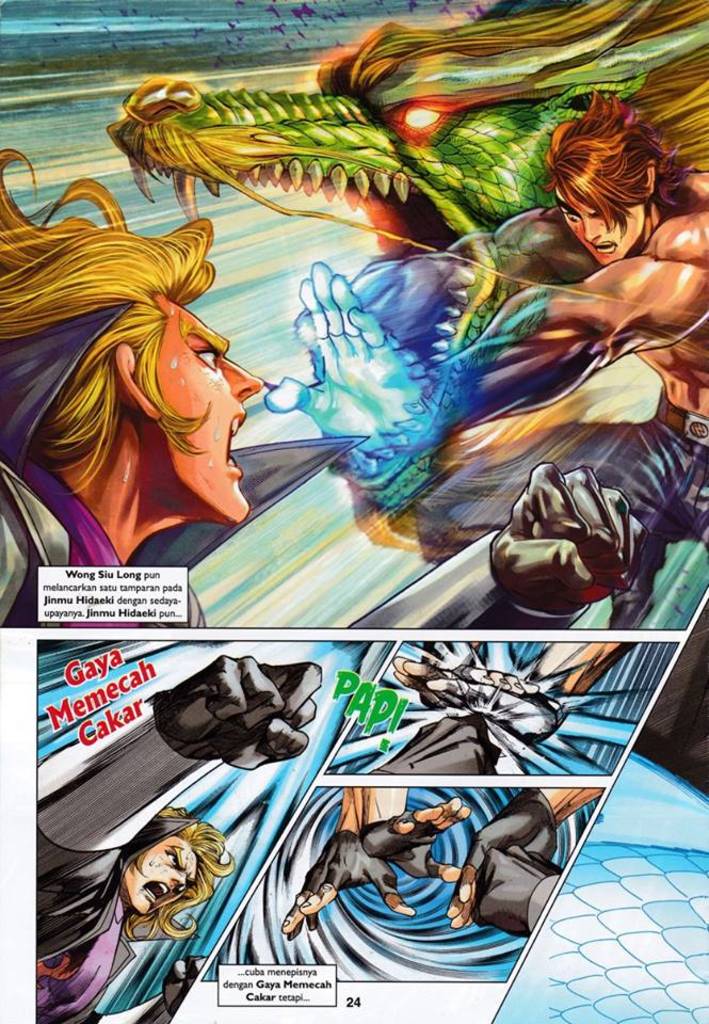 Wong Siu Long pun
melancarkan satu tamparan pada
Jinmu Hidaeki dengan sedaya-
upayanya. Jinmu Hidaeki pun...
Gaya
Memecah
Cakar
PAP!
...cuba menepisnya
dengan Gaya Memecah
Cakar tetapi...
24